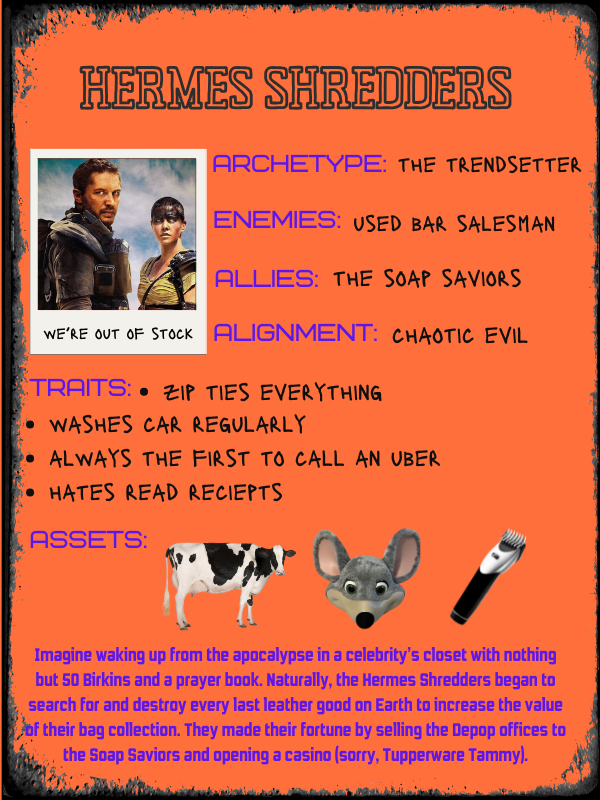 HERMES SHREDDERS
ARCHETYPE: THE TRENDSETTER
ENEMIES: USED BAR SALESMAN
ALLIES: THE SOAP SAVIORS
WE'RE OUT OF STOCK
ALIGNMENT: CHAOTIC EVIL
TRAITS: • ZIP TIES EVERYTHING
• WASHES CAR REGULARLY
• ALWAYS THE FIRST TO CALL AN UBER
• HATES READ RECIEPTS
ASSETS:
Imagine waking up from the apocalypse in a celebrity's closet with nothing
but 50 Birkins and a prayer book. Naturally, the Hermes Shredders began to
search for and destroy every last leather good on Earth to increase the value
of their bag collection. They made their fortune by selling the Depop offices to
the Soap Saviors and opening a casino (sorry, Tupperware Tammy).